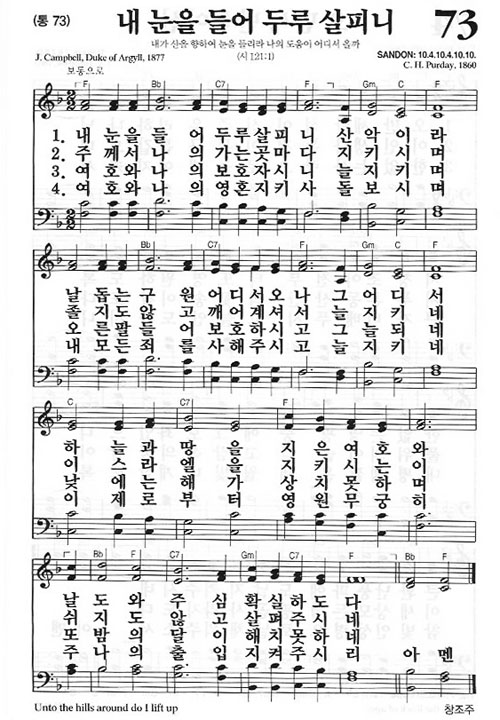 (통 73)
내 눈을 들어 두루 살피니
73
내가 산을 향하여 눈을 들리라 나의 도움이 어디서 올까
J. Campbell, Duke of Argyll, 1877
(시 121:1)
SANDON: 10.4.10.4.10.10.
C. H. Purday, 1860
보통으로
F Bb C7 F Gm C F
1. 내 눈 을 들 어 두 루 살 피 니 산 악 이 라
2. 주 께 서 나 의 가 는 곳 마 다 지 키 시 며
3. 여 호 와 나 의 보 호 자 시 니 늘 지 키 며
4. 여 호 와 나 의 영 혼 지 키 사 돌 보 시 며
F Bb C7 F Gm C F
날 돕 는 구 원 어 디 서 오 나 그 어 디 서
졸 지 도 않 고 깨 어 계 셔 서 늘 지 키 네
오 른 팔 들 어 보 호 하 시 고 그 늘 되 네
내 모 든 죄 를 사 해 주 시 고 늘 지 키 네
C7 F
하 늘 과 땅 을 지 은 여 호 와
이 스 라 엘 을 지 키 시 는 이
낮 에 는 해 가 상 치 못 하 며
이 제 로 부 터 영 원 무 궁 히
F Bb F C7 Gm C7 F Bb F
날 도 와 주 심 확 실 하 도 다
쉬 지 도 않 고 살 펴 주 시 네
또 밤 의 달 이 해 치 못 하 네
주 나 의 출 입 지 켜 주 시 리 아 멘
Unto the hills around do I lift up
창조주